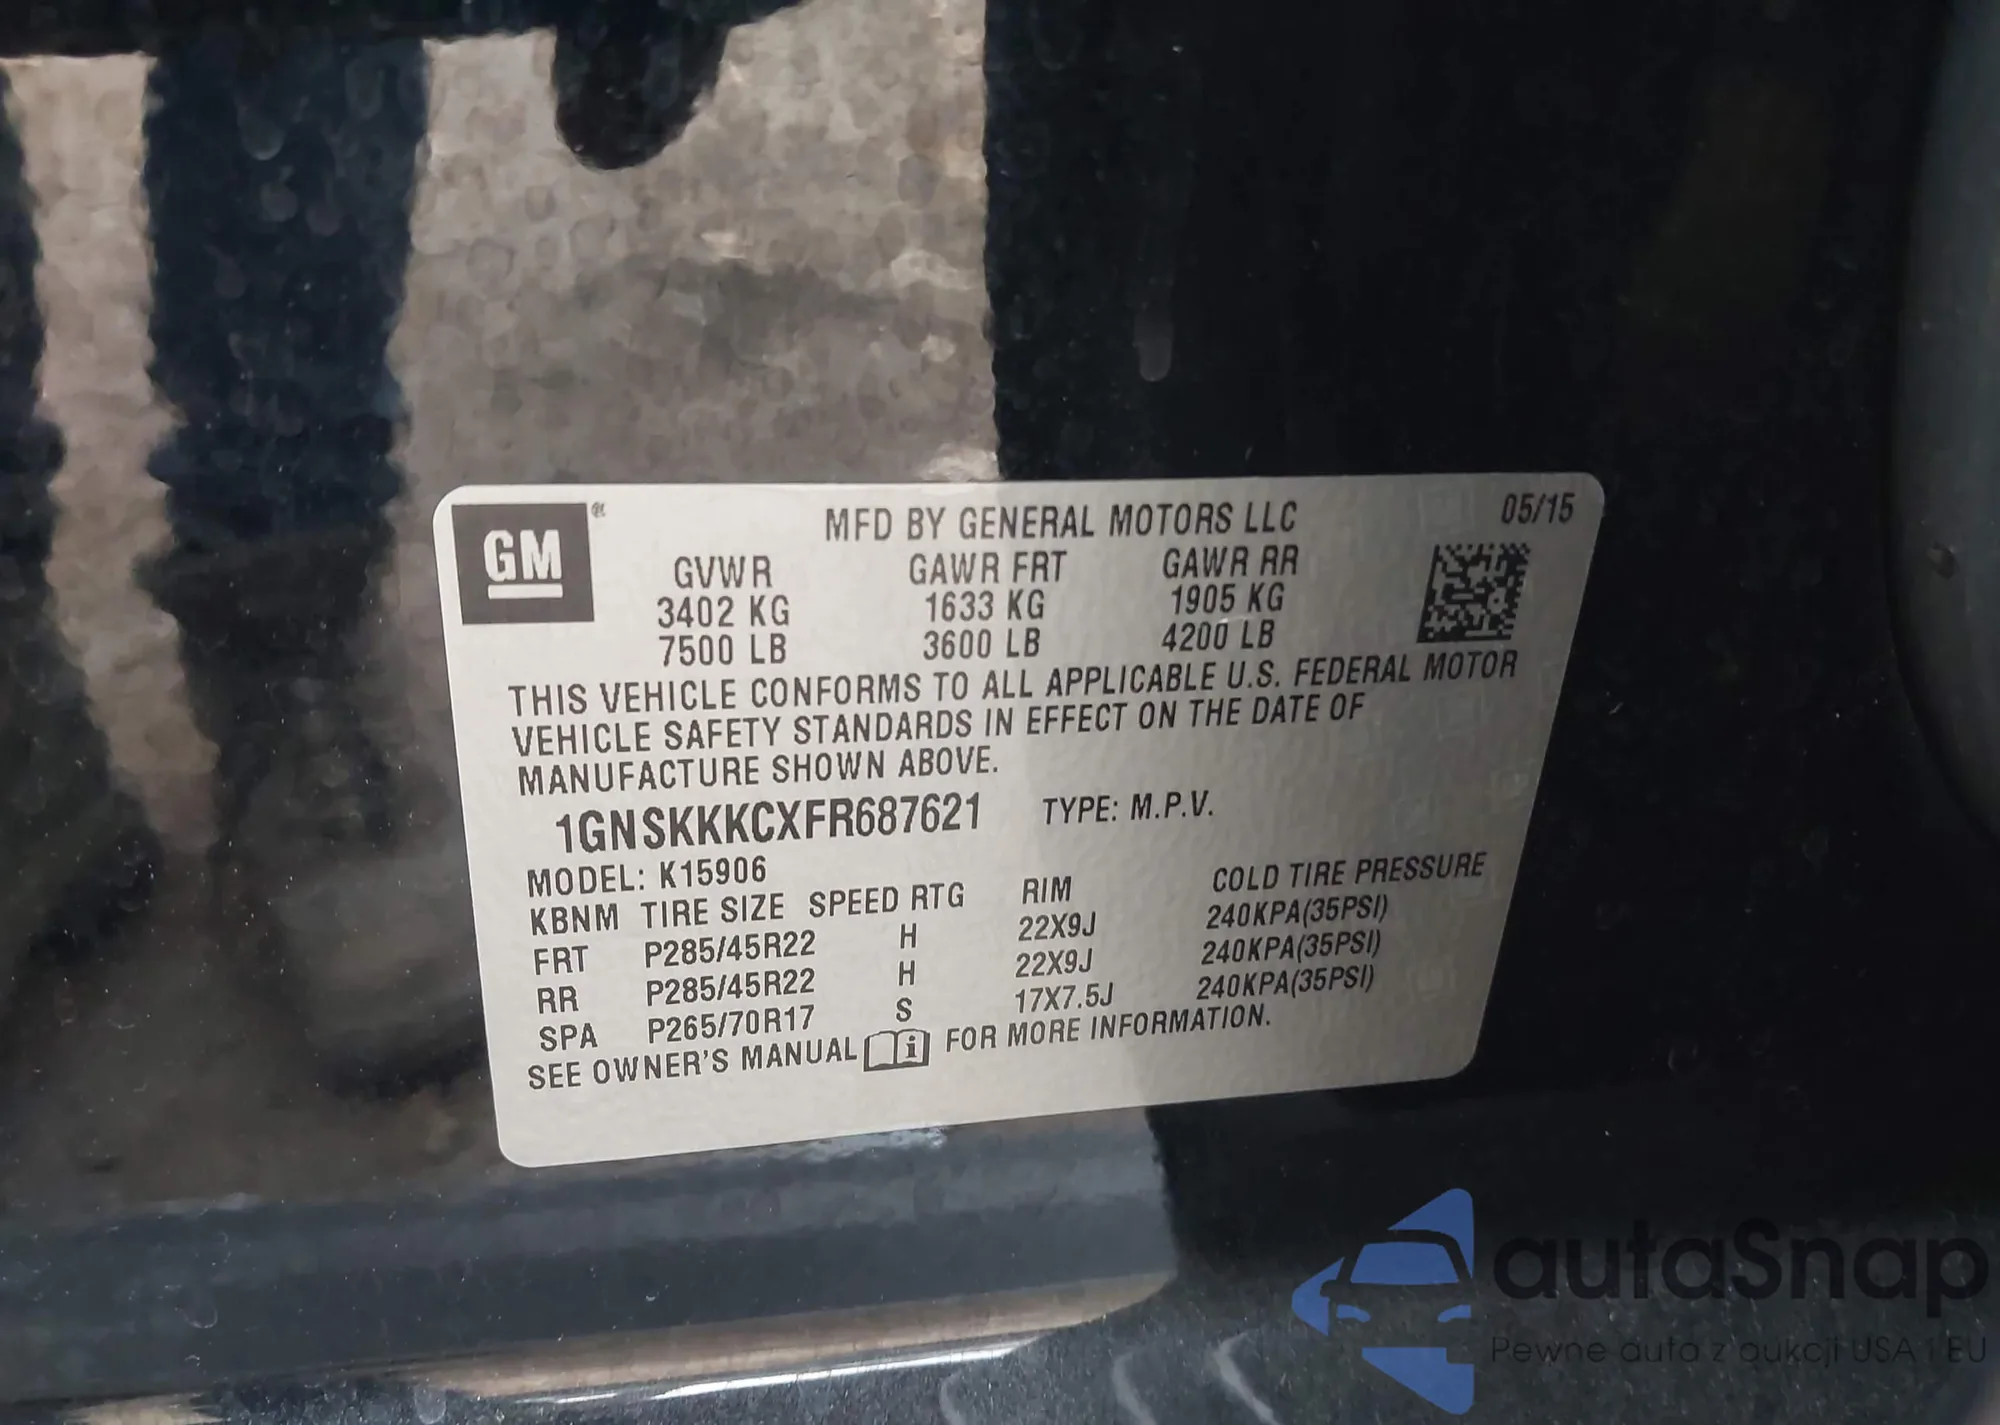 GM
MFD BY GENERAL MOTORS LLC 05/15
GVWR GAWR FRT GAWR RR
3402 KG 1633 KG 1905 KG
7500 LB 3600 LB 4200 LB
THIS VEHICLE CONFORMS TO ALL APPLICABLE U.S. FEDERAL MOTOR
VEHICLE SAFETY STANDARDS IN EFFECT ON THE DATE OF
MANUFACTURE SHOWN ABOVE.
1GNSKKKCXFR687621 TYPE: M.P.V.
MODEL: K15906
KBNM TIRE SIZE SPEED RTG RIM COLD TIRE PRESSURE
FRT P285/45R22 H 22X9J 240KPA(35PSI)
RR P285/45R22 H 22X9J 240KPA(35PSI)
SPA P265/70R17 S 17X7.5J 240KPA(35PSI)
SEE OWNER'S MANUAL i FOR MORE INFORMATION.
autaSnap
Pewne auta z aukcji USA i EU